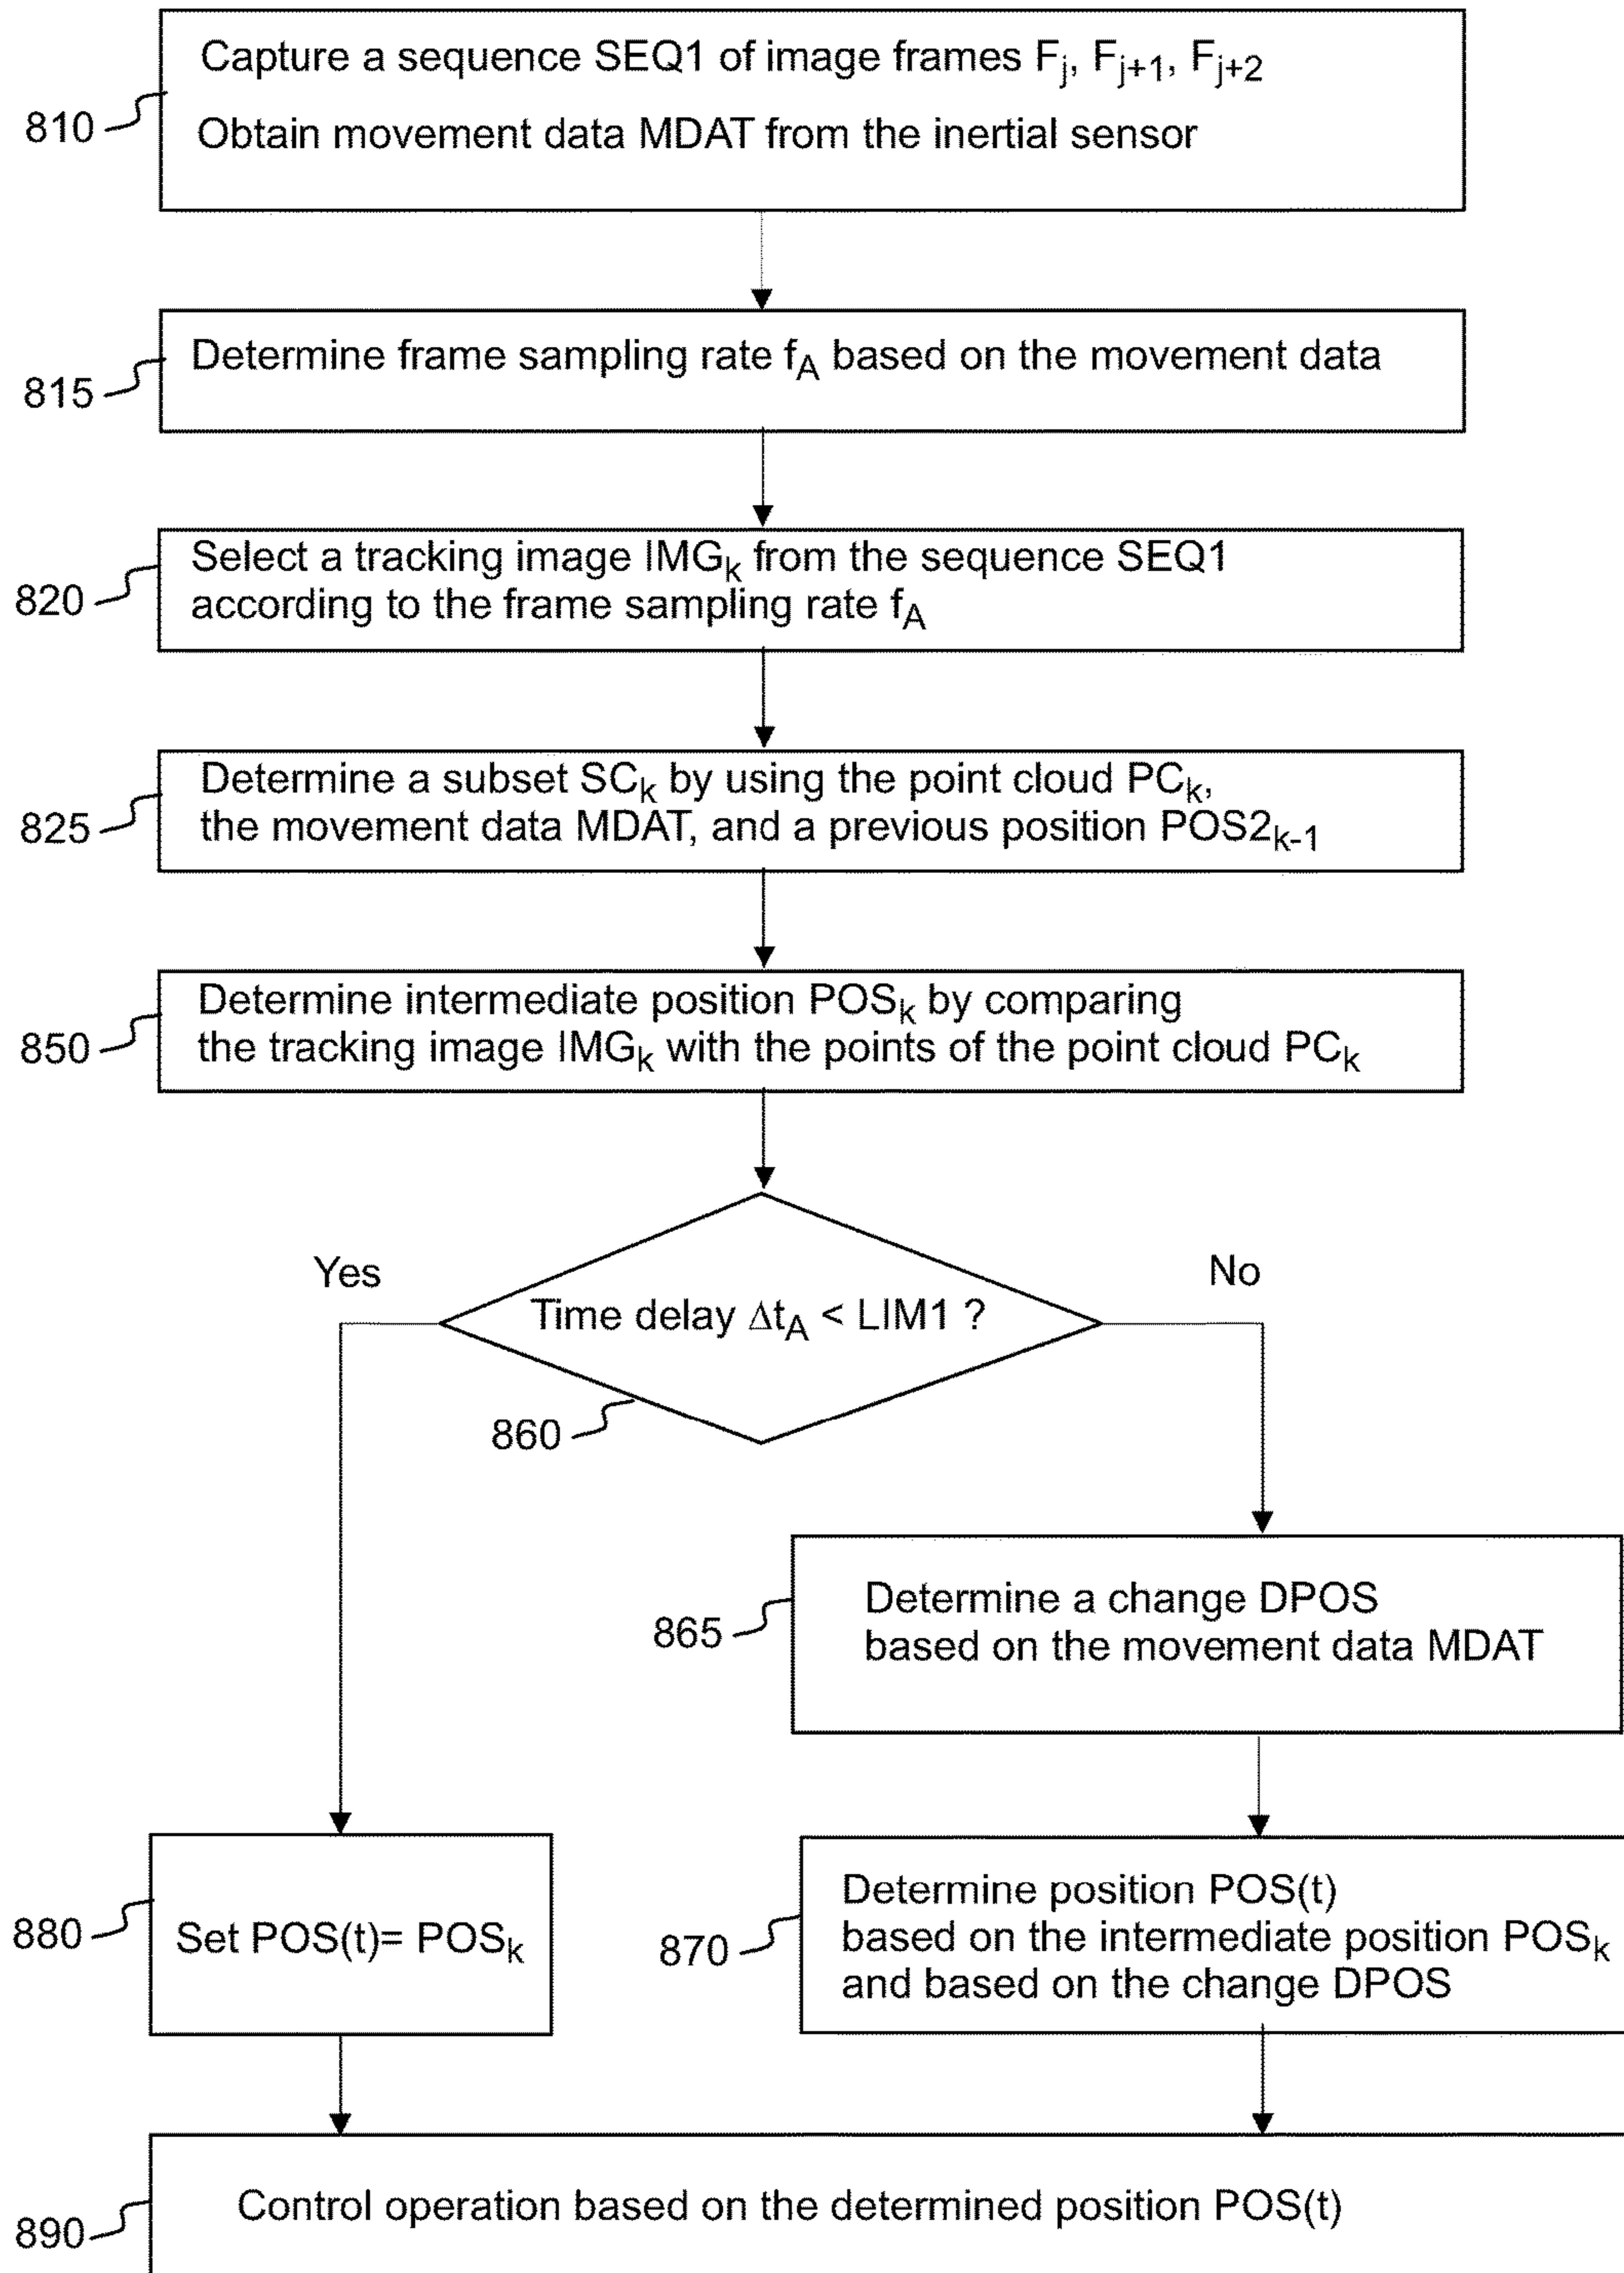 Capture a sequence SEQ1 of image frames Fj, Fj+1, Fj+2
810
Obtain movement data MDAT from the inertial sensor
Determine frame sampling rate fA based on the movement data
815
Select a tracking image IMGk from the sequence SEQ1
820
according to the frame sampling rate fA
Determine a subset SCk by using the point cloud PCk,
825
the movement data MDAT, and a previous position POS2k-1
Determine intermediate position POSk by comparing
850
the tracking image IMGk with the points of the point cloud PCk
Yes
No
Time delay ΔtA < LIM1 ?
860
Determine a change DPOS
865
based on the movement data MDAT
Determine position POS(t)
880
Set POS(t)= POSk
870
based on the intermediate position POSk
and based on the change DPOS
Control operation based on the determined position POS(t)
890